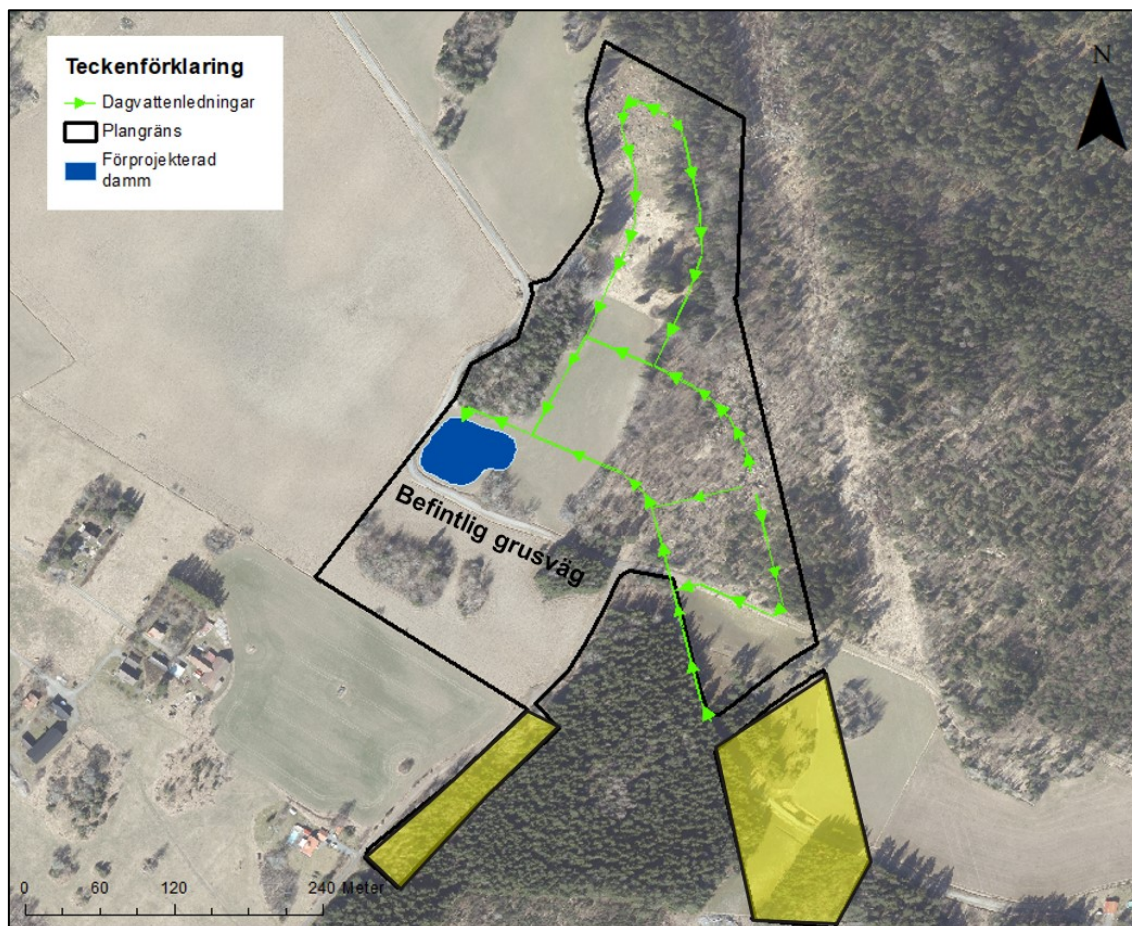 Teckenförklaring
Dagvattenledningar
Plangräns
Förprojekterad
damm
N
Befintlig grusväg
0 60 120 240 Meter